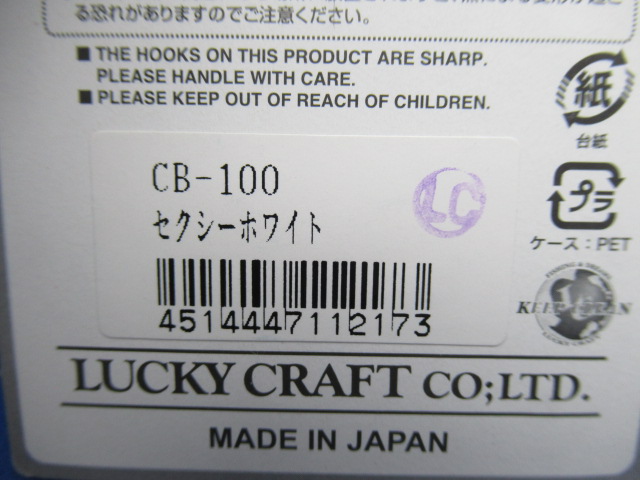 る恐れがありますのでご注意ください。
■ THE HOOKS ON THIS PRODUCT ARE SHARP.
PLEASE HANDLE WITH CARE.
■ PLEASE KEEP OUT OF REACH OF CHILDREN.
紙
台紙
CB-100
LC
セクシーホワイト
プラ
ケース：PET
4514447112173
KEEP JAPAN
LUCKY CRAFT CO;LTD.
MADE IN JAPAN